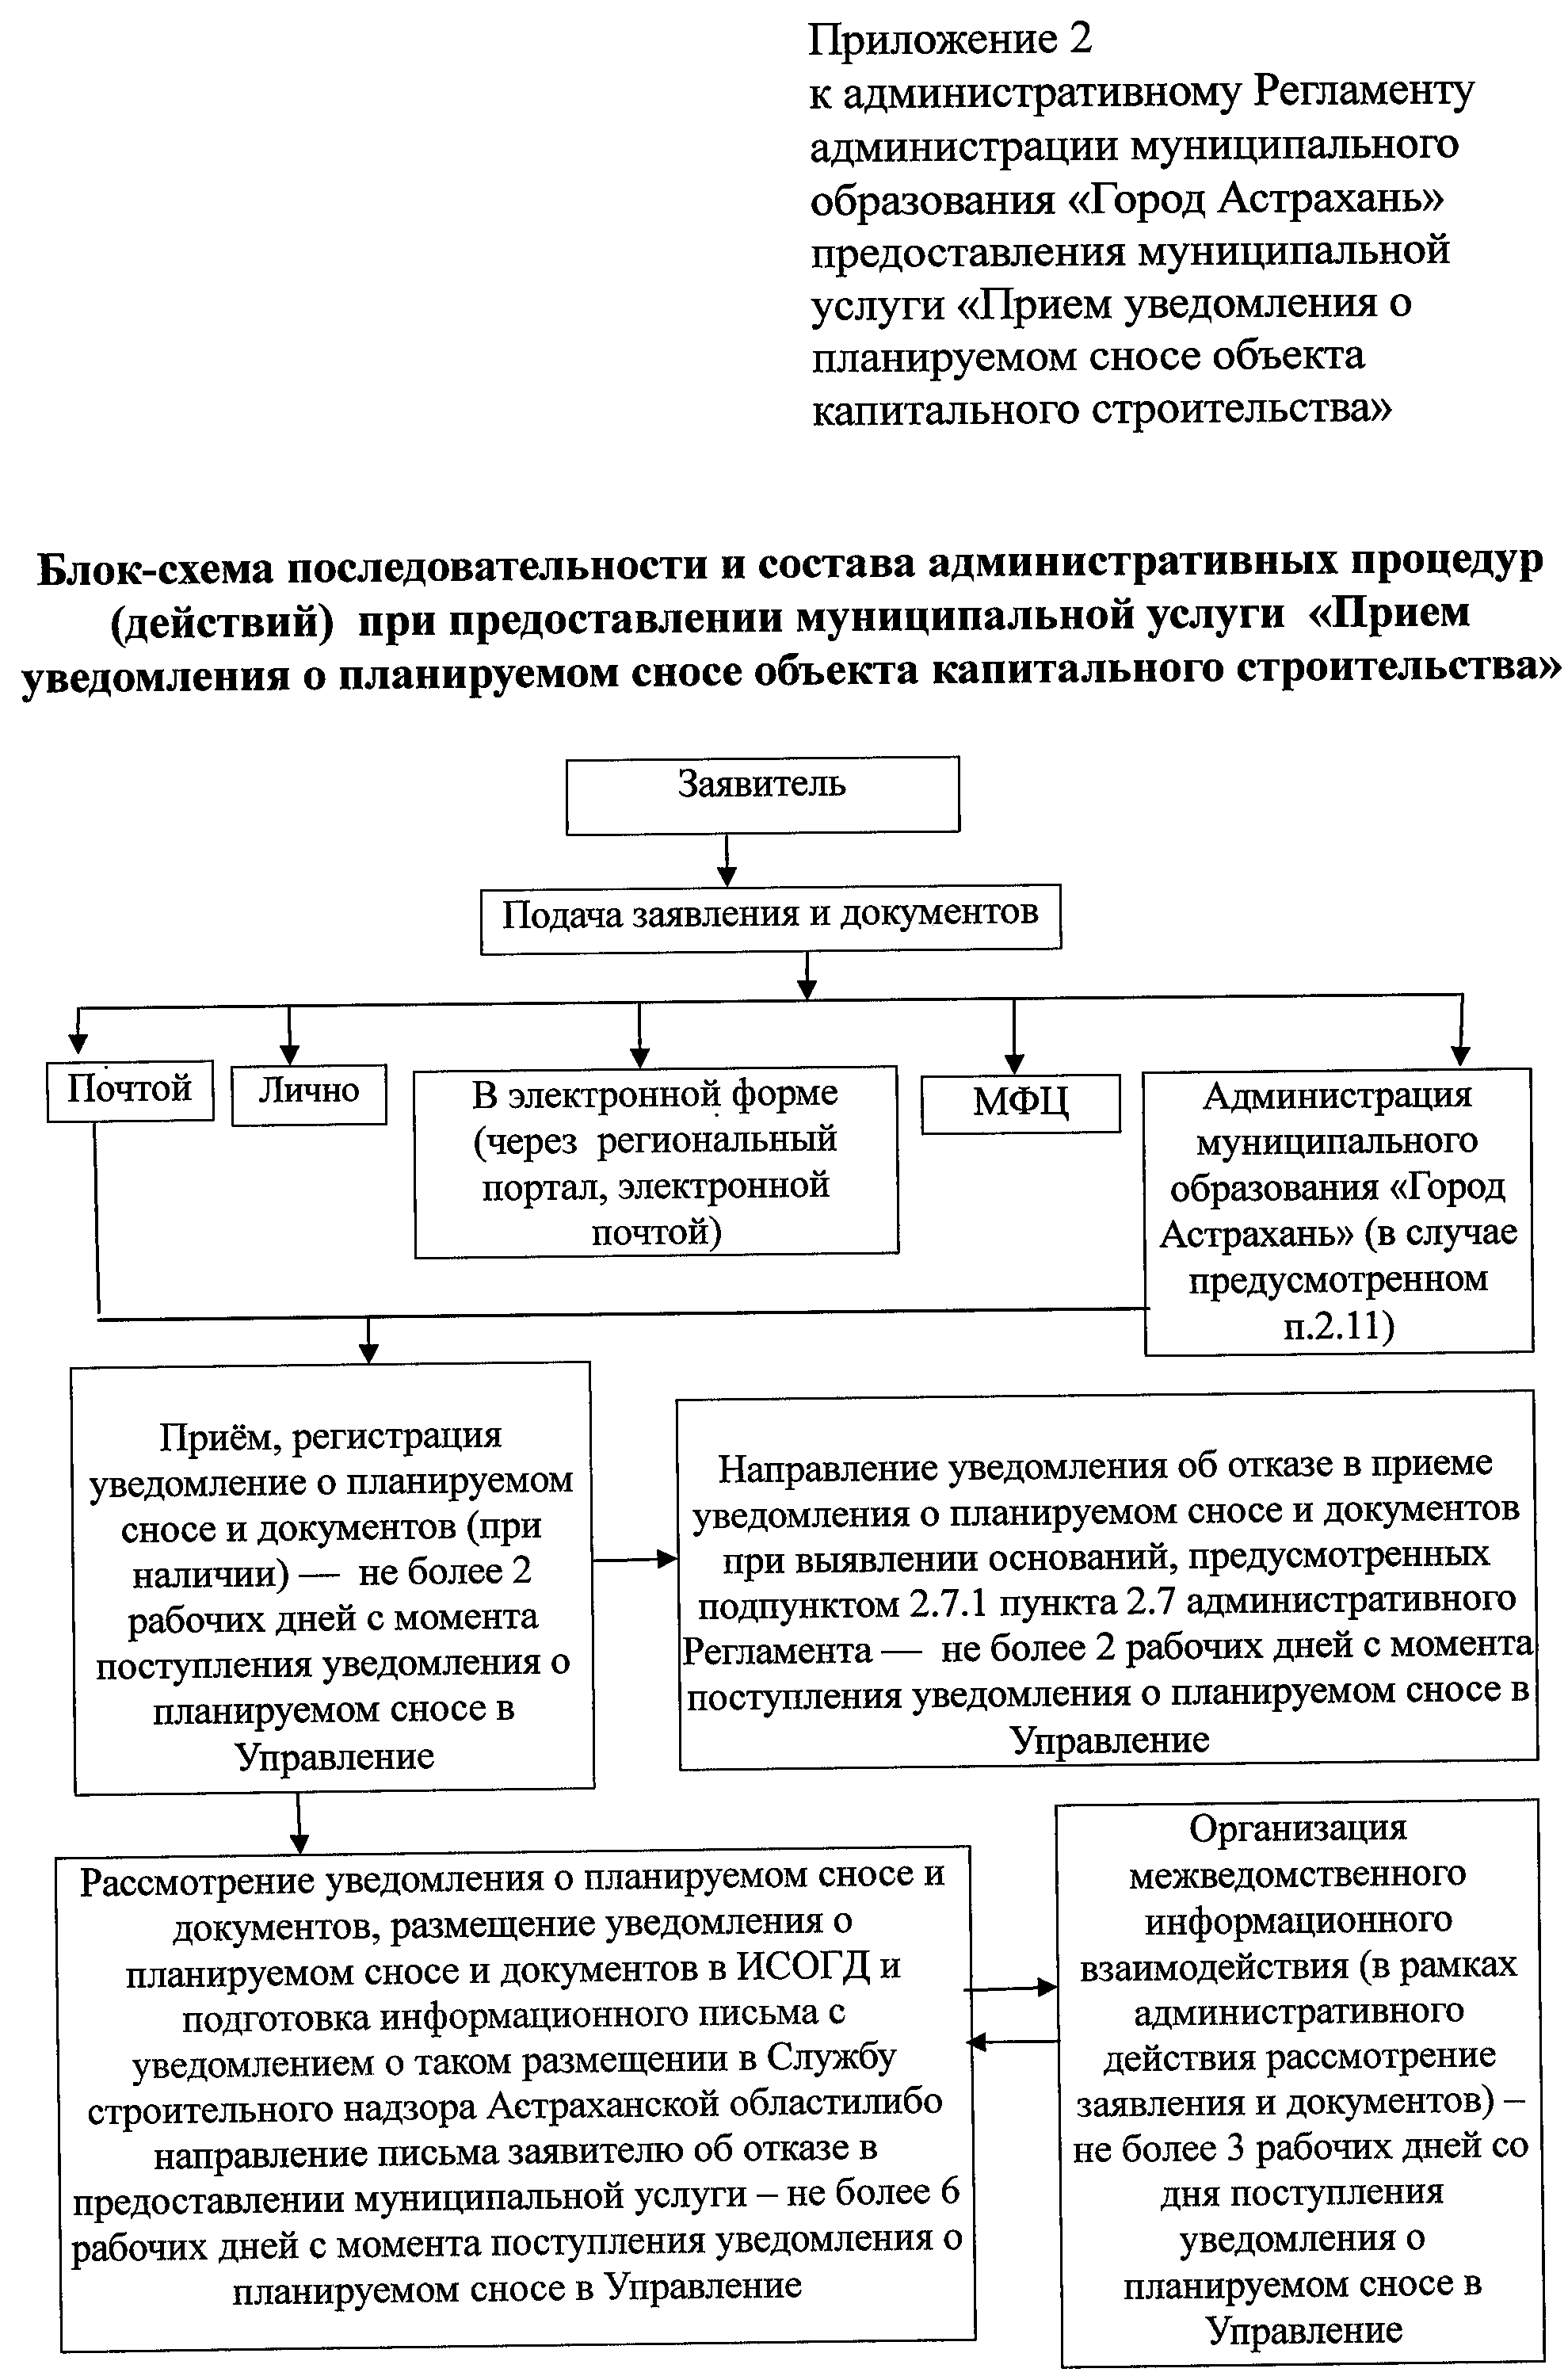 Приложение 2
к административному Регламенту
администрации муниципального
образования «Город Астрахань»
предоставления муниципальной
услуги «Прием уведомления о
планируемом сносе объекта
капитального строительства»
Блок-схема последовательности и состава административных процедур
(действий) при предоставлении муниципальной услуги «Прием
уведомления о планируемом сносе объекта капитального строительства»
Заявитель
Подача заявления и документов
Почтой
Лично
В электронной форме
(через региональный
портал, электронной
почтой)
МФЦ
Администрация
муниципального
образования «Город
Астрахань» (в случае
предусмотренном
п.2.11)
Приём, регистрация
уведомление о планируемом
сносе и документов (при
наличии) — не более 2
рабочих дней с момента
поступления уведомления о
планируемом сносе в
Управление
Направление уведомления об отказе в приеме
уведомления о планируемом сносе и документов
при выявлении оснований, предусмотренных
подпунктом 2.7.1 пункта 2.7 административного
Регламента — не более 2 рабочих дней с момента
поступления уведомления о планируемом сносе в
Управление
Рассмотрение уведомления о планируемом сносе и
документов, размещение уведомления о
планируемом сносе и документов в ИСОГД и
подготовка информационного письма с
уведомлением о таком размещении в Службу
строительного надзора Астраханской областилибо
направление письма заявителю об отказе в
предоставлении муниципальной услуги – не более 6
рабочих дней с момента поступления уведомления о
планируемом сносе в Управление
Организация
межведомственного
информационного
взаимодействия (в рамках
административного
действия рассмотрение
заявления и документов) –
не более 3 рабочих дней со
дня поступления
уведомления о
планируемом сносе в
Управление